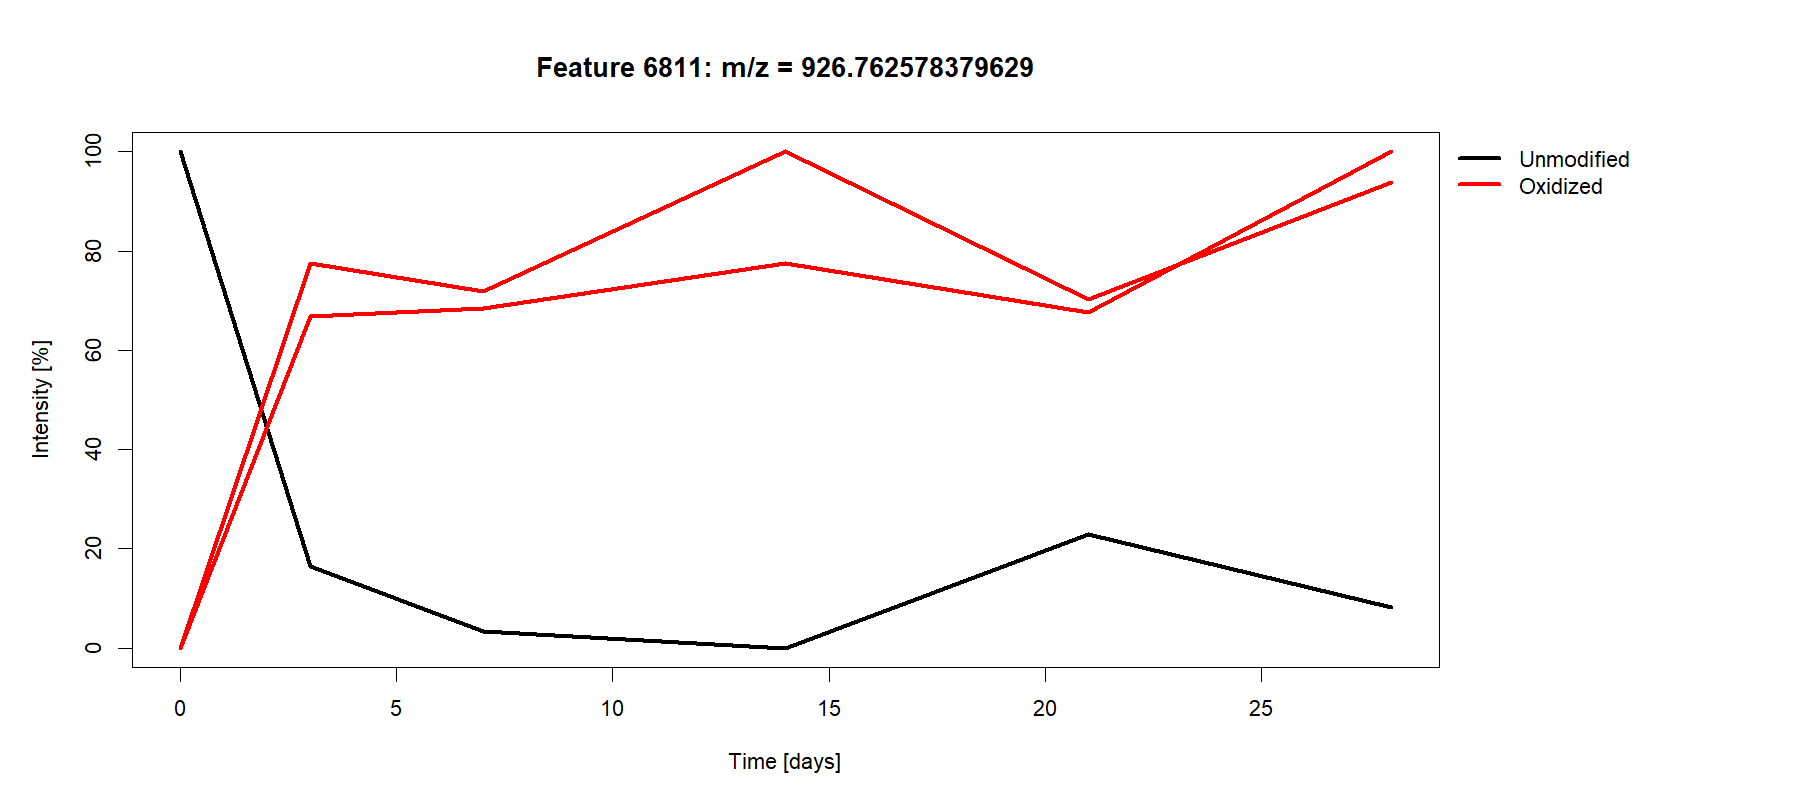 Feature 6811: m/z = 926.762578379629
Unmodified
Oxidized
Intensity [%]
100
80
60
40
20
0
0 5 10 15 20 25
Time [days]